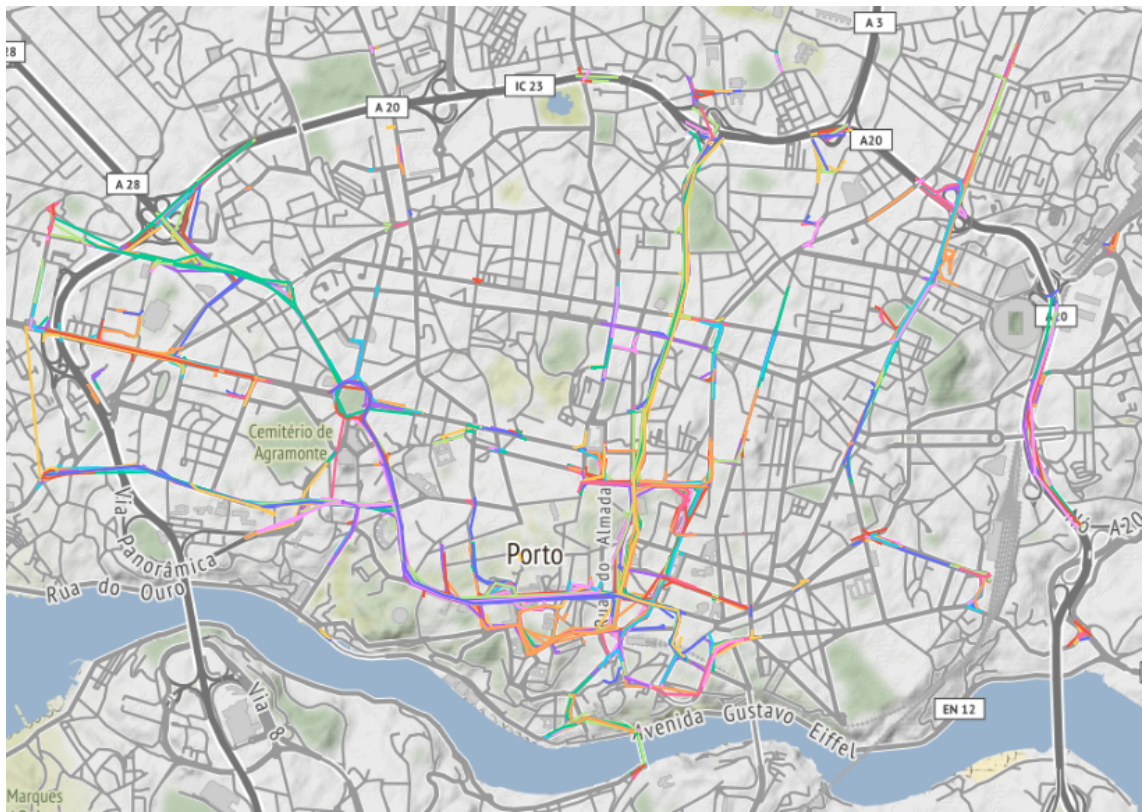 A 3
28
IC 23
A 20
A20
A 28
A20
Cemitério de
Agramonte
Via Panorâmica
Rua do Almada
Porto
Nó A20
Rua do Ouro
Via 8
EN 12
Avenida Gustavo Eiffel
Marques